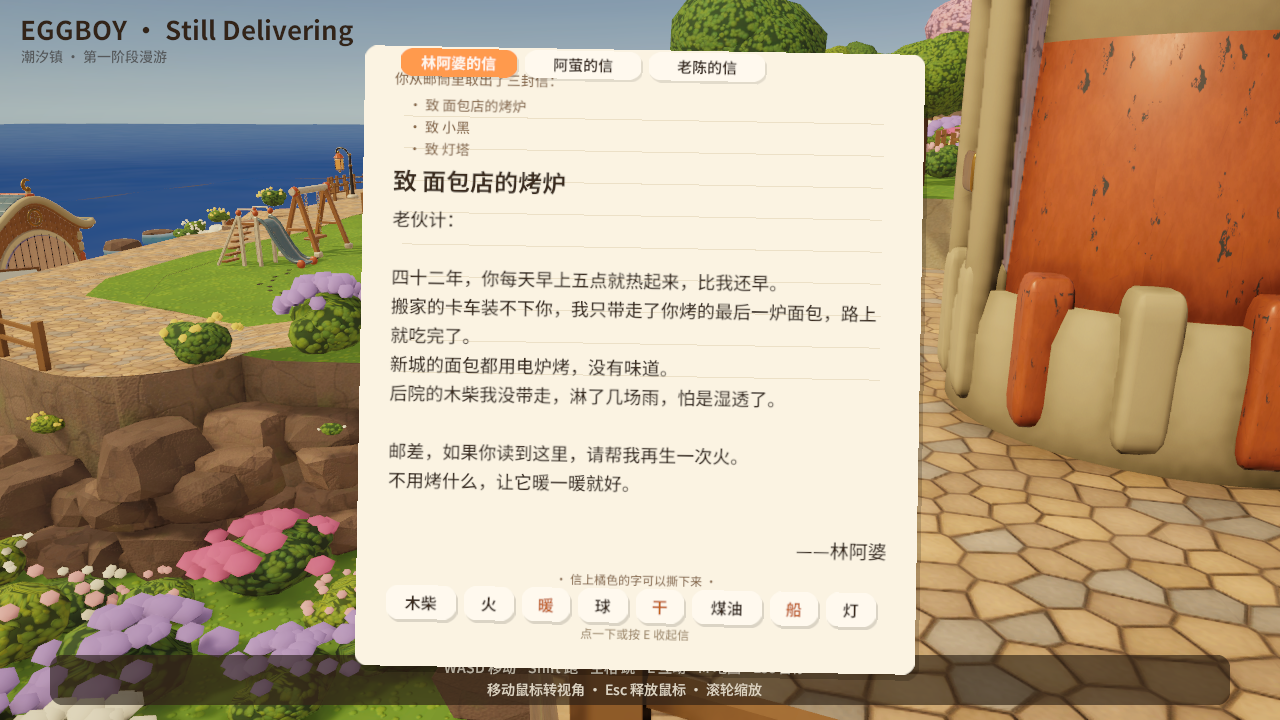 EGGBOY · Still Delivering
潮汐镇 · 第一阶段漫游
林阿婆的信
阿萤的信
老陈的信
你从邮筒里取出了三封信：
· 致 面包店的烤炉
· 致 小黑
· 致 灯塔
致 面包店的烤炉
老伙计：
四十二年，你每天早上五点就热起来，比我还早。
搬家的卡车装不下你，我只带走了你烤的最后一炉面包，路上
就吃完了。
新城的面包都用电炉烤，没有味道。
后院的木柴我没带走，淋了几场雨，怕是湿透了。
邮差，如果你读到这里，请帮我再生一次火。
不用烤什么，让它暖一暖就好。
——林阿婆
· 信上橘色的字可以撕下来 ·
木柴
火
暖
球
干
煤油
船
灯
点一下或按 E 收起信
WASD 移动 · Shift 跑
移动鼠标转视角 · Esc 释放鼠标 · 滚轮缩放